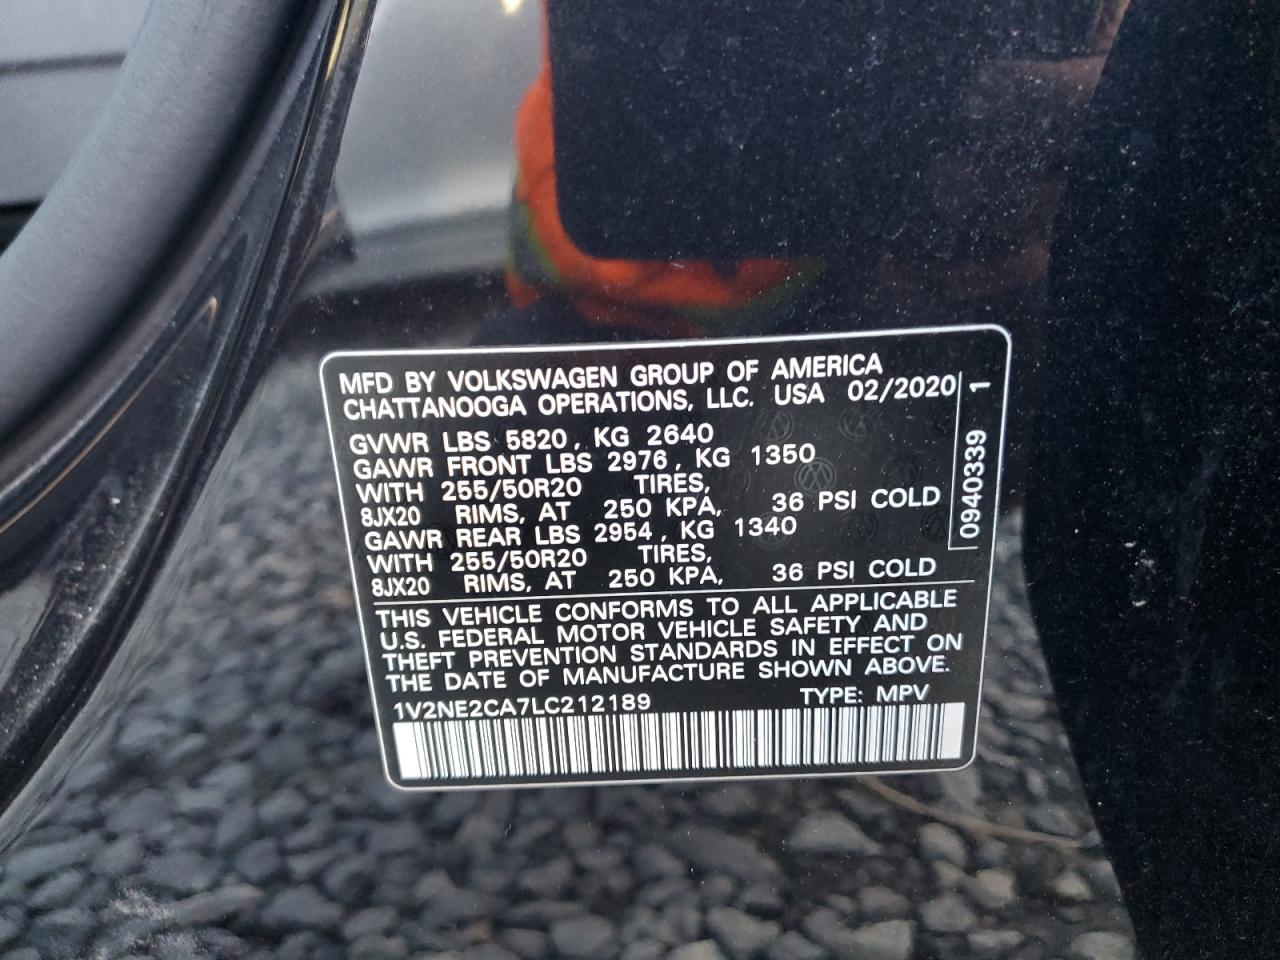 MFD BY VOLKSWAGEN GROUP OF AMERICA
CHATTANOOGA OPERATIONS, LLC. USA 02/2020
GVWR LBS 5820, KG 2640
GAWR FRONT LBS 2976, KG 1350
WITH 255/50R20 TIRES,
8JX20 RIMS, AT 250 KPA, 36 PSI COLD
GAWR REAR LBS 2954, KG 1340
WITH 255/50R20 TIRES,
8JX20 RIMS, AT 250 KPA, 36 PSI COLD
THIS VEHICLE CONFORMS TO ALL APPLICABLE
U.S. FEDERAL MOTOR VEHICLE SAFETY AND
THEFT PREVENTION STANDARDS IN EFFECT ON
THE DATE OF MANUFACTURE SHOWN ABOVE.
1V2NE2CA7LC212189 TYPE: MPV
0940339 1